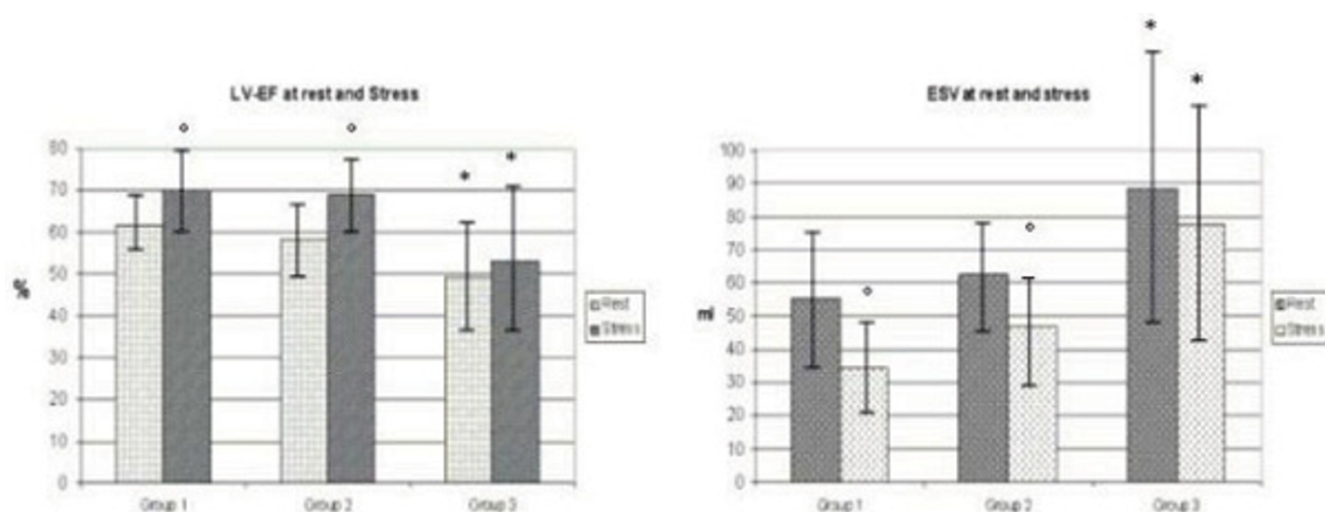 LV-EF at rest and Stress
80
70
60
50
40
30
20
10
0
%
Group 1
Group 2
Group 3
Rest
Stress
ESV at rest and stress
100
90
80
70
60
50
40
30
20
10
0
ml
Group 1
Group 2
Group 3
Rest
Stress